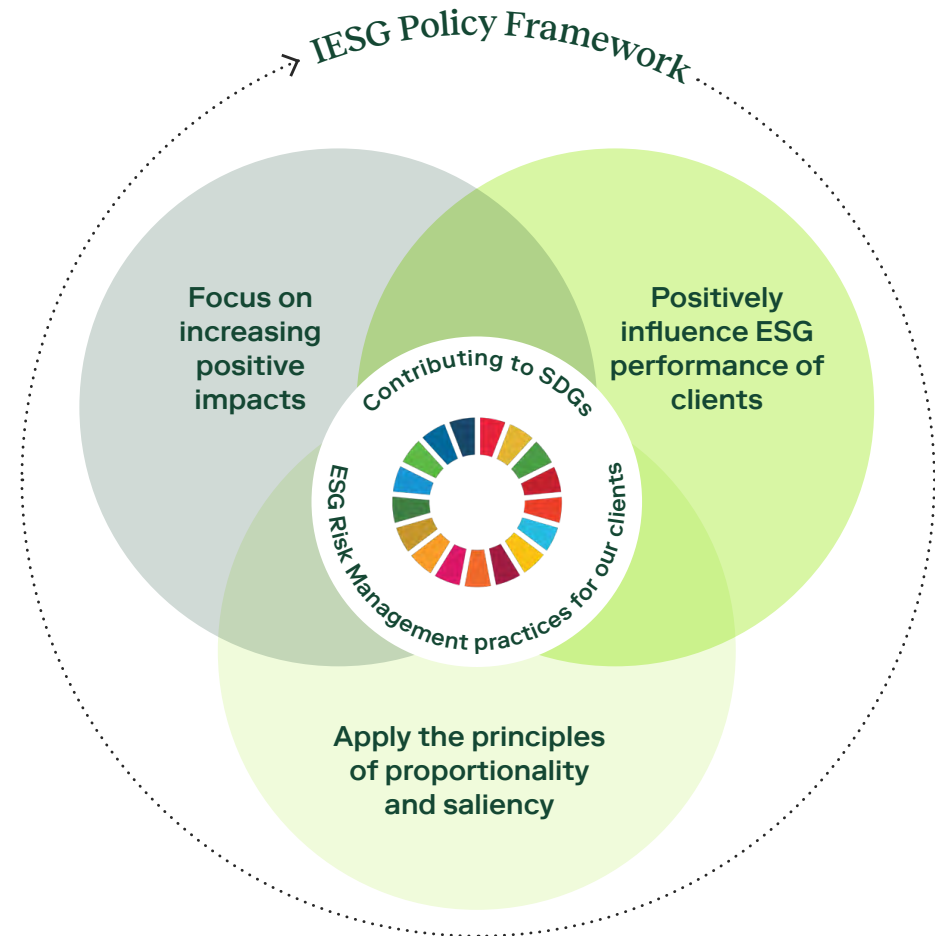 IESG Policy Framework
Focus on
increasing
positive
impacts
Positively
influence ESG
performance of
clients
Contributing to SDGs
ESG Risk Management practices for our clients
Apply the principles
of proportionality
and saliency